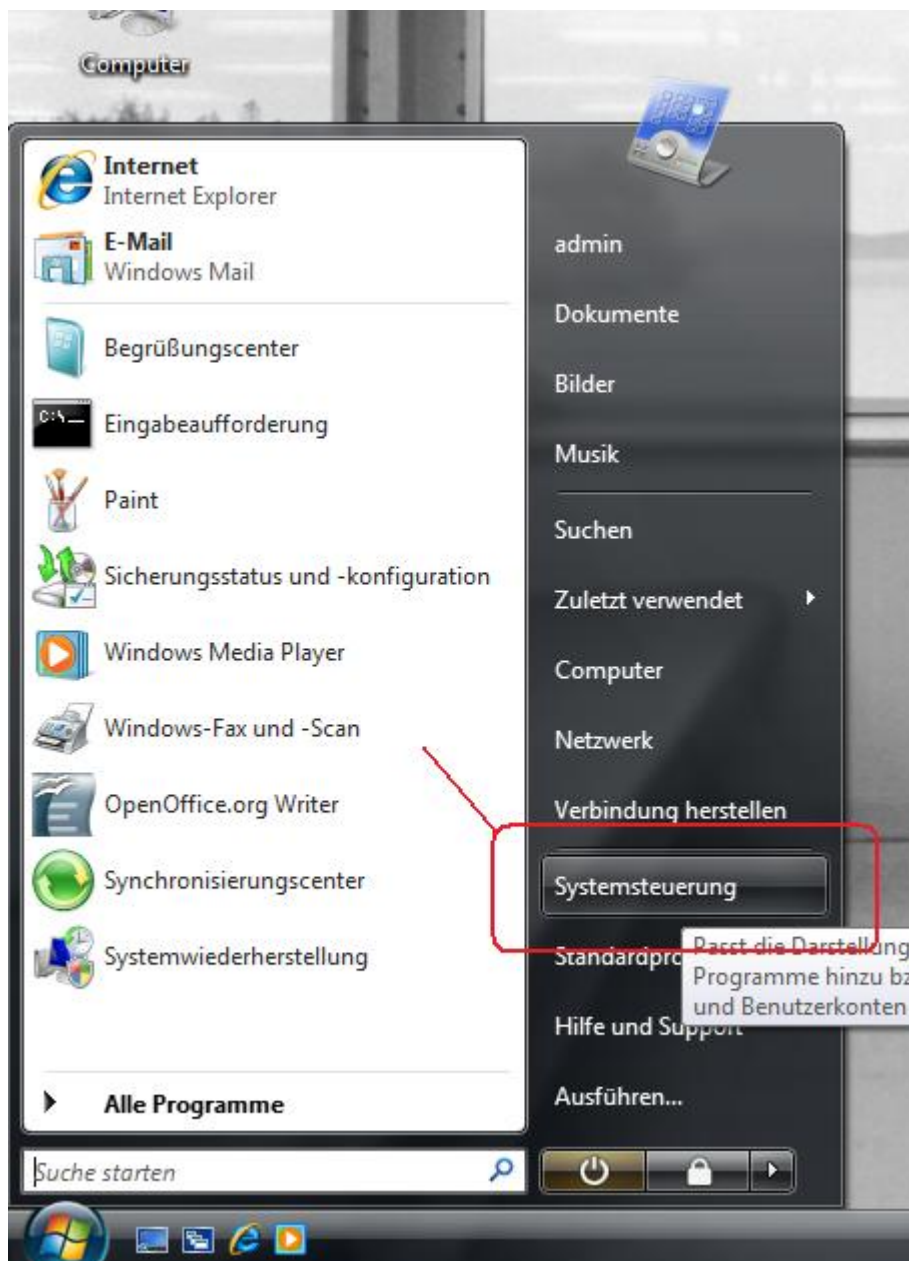 Computer
Internet
Internet Explorer
E-Mail
Windows Mail
Begrüßungscenter
Eingabeaufforderung
C:\
Paint
Sicherungsstatus und -konfiguration
Windows Media Player
Windows-Fax und -Scan
OpenOffice.org Writer
Synchronisierungscenter
Systemwiederherstellung
Alle Programme
Suche starten
admin
Dokumente
Bilder
Musik
Suchen
Zuletzt verwendet
Computer
Netzwerk
Verbindung herstellen
Systemsteuerung
Standardpro
Passt die Darstellung
Programme hinzu bz
und Benutzerkonten
Hilfe und Support
Ausführen...